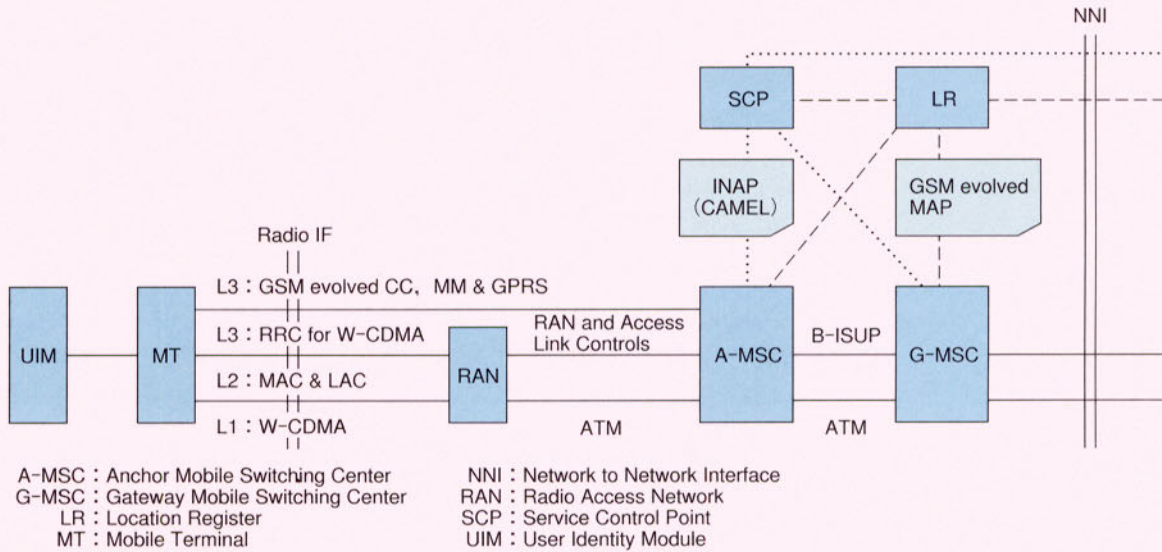 NNI
SCP
LR
INAP
(CAMEL)
GSM evolved
MAP
Radio IF
L3：GSM evolved CC, MM & GPRS
L3：RRC for W-CDMA
RAN and Access
Link Controls
B-ISUP
UIM
MT
RAN
A-MSC
G-MSC
L2：MAC & LAC
L1：W-CDMA
ATM
ATM
A-MSC：Anchor Mobile Switching Center
G-MSC：Gateway Mobile Switching Center
LR：Location Register
MT：Mobile Terminal
NNI：Network to Network Interface
RAN：Radio Access Network
SCP：Service Control Point
UIM：User Identity Module